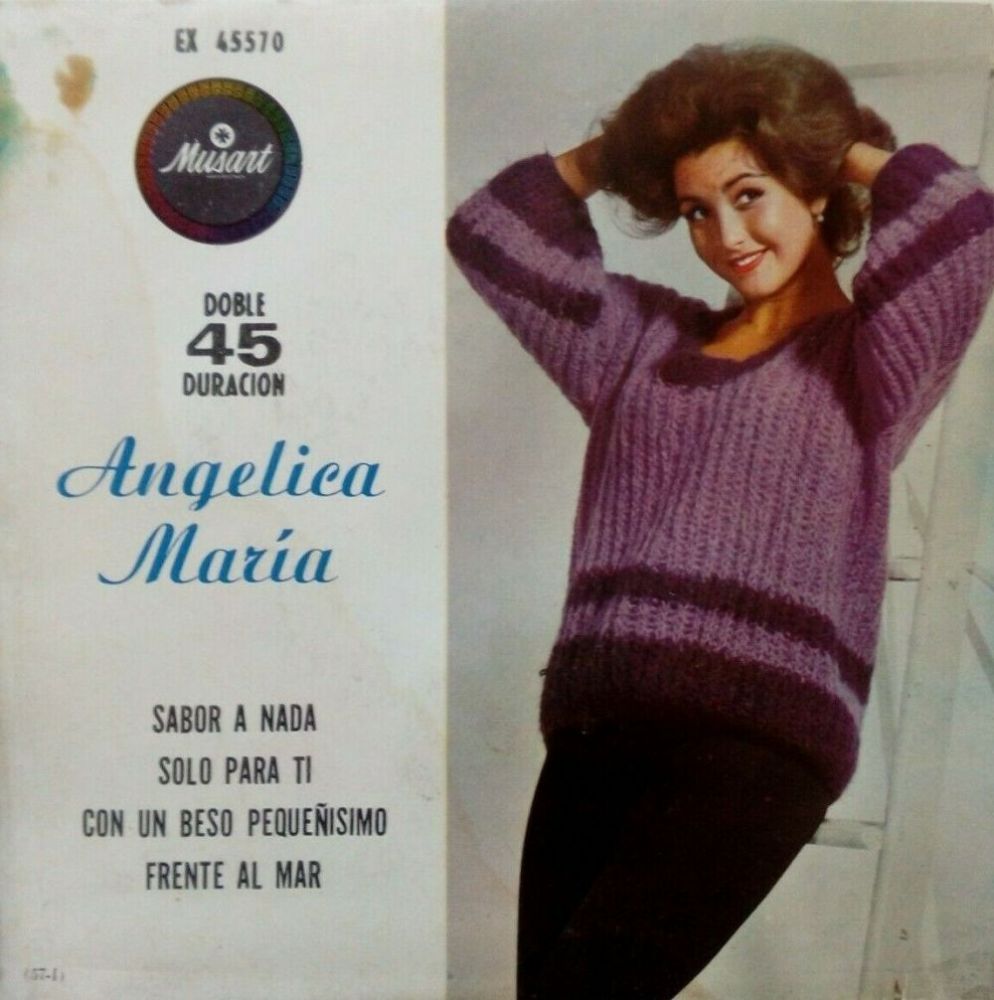 EX 45570
Musart
DOBLE
45
DURACION
Angelica
María
SABOR A NADA
SOLO PARA TI
CON UN BESO PEQUEÑISIMO
FRENTE AL MAR